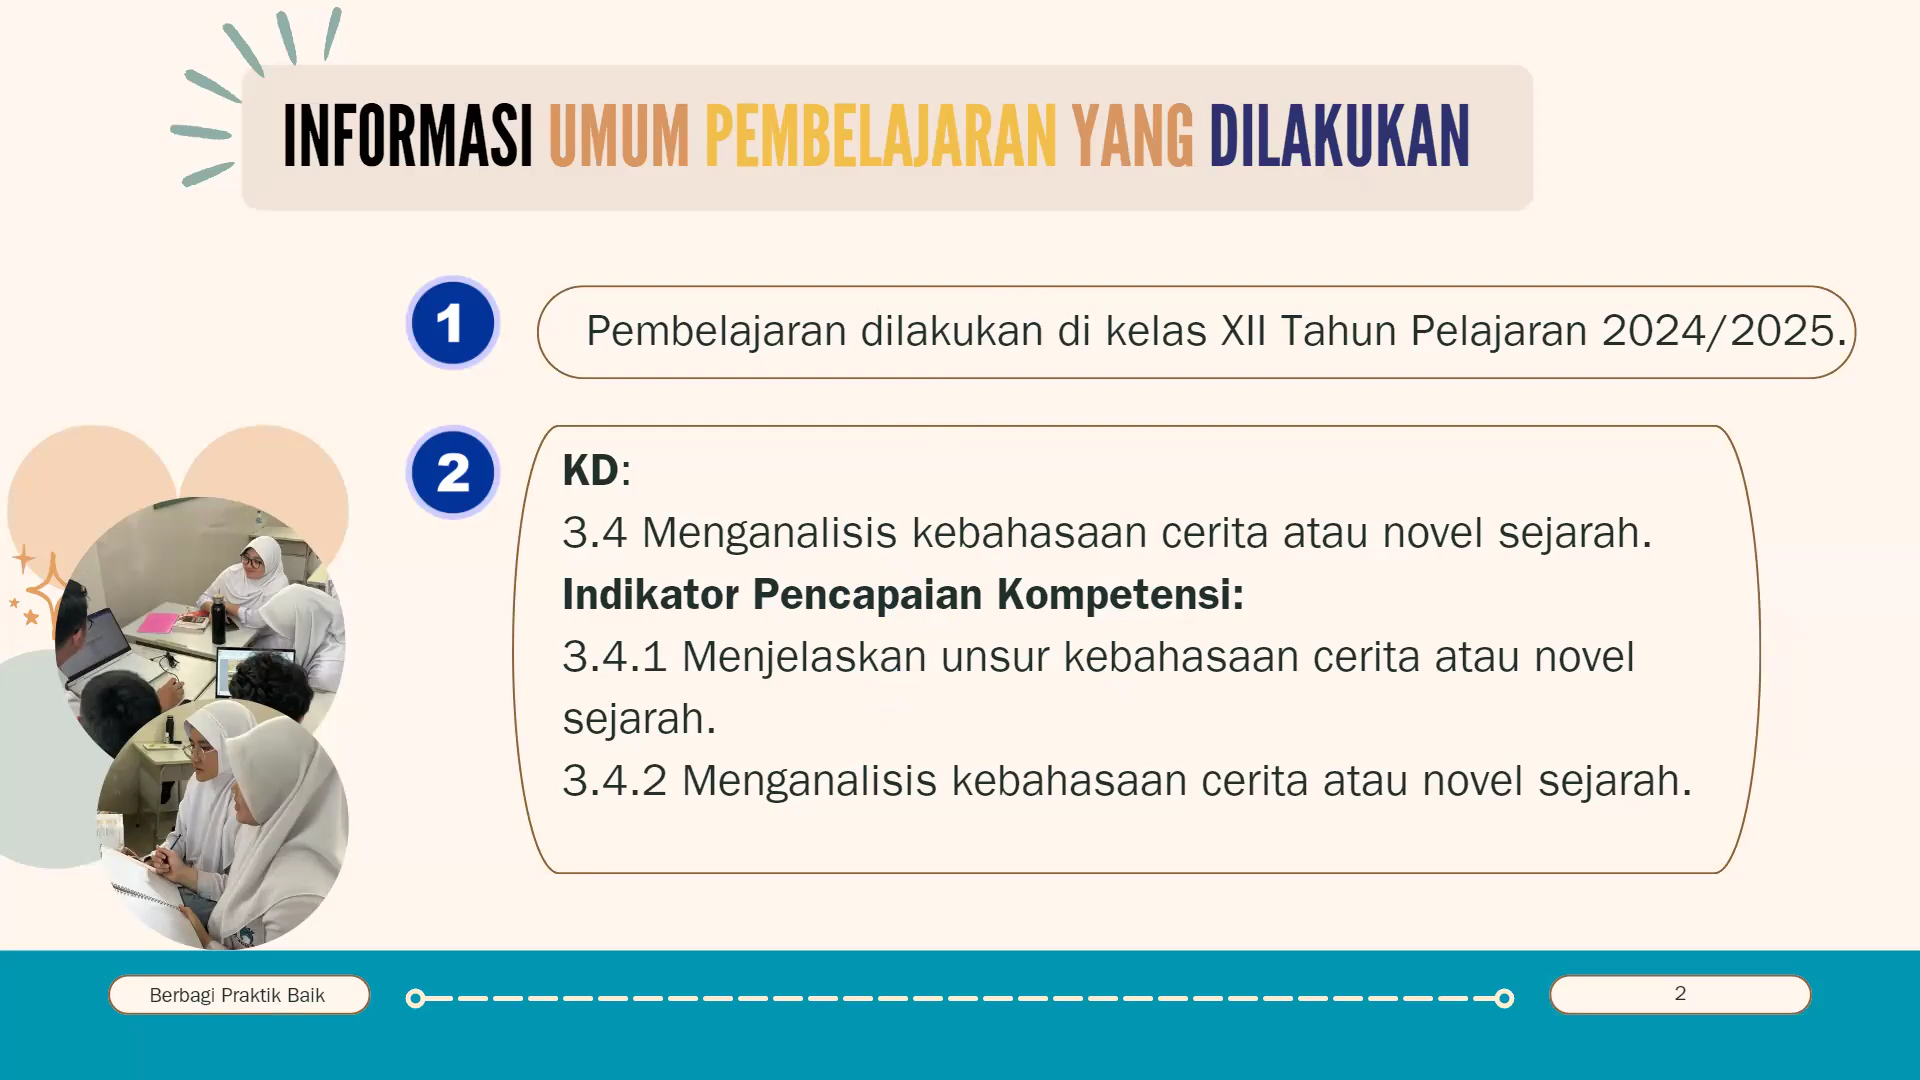 INFORMASI UMUM PEMBELAJARAN YANG DILAKUKAN
1
Pembelajaran dilakukan di kelas XII Tahun Pelajaran 2024/2025.
2
KD:
3.4 Menganalisis kebahasaan cerita atau novel sejarah.
Indikator Pencapaian Kompetensi:
3.4.1 Menjelaskan unsur kebahasaan cerita atau novel
sejarah.
3.4.2 Menganalisis kebahasaan cerita atau novel sejarah.
Berbagi Praktik Baik
2